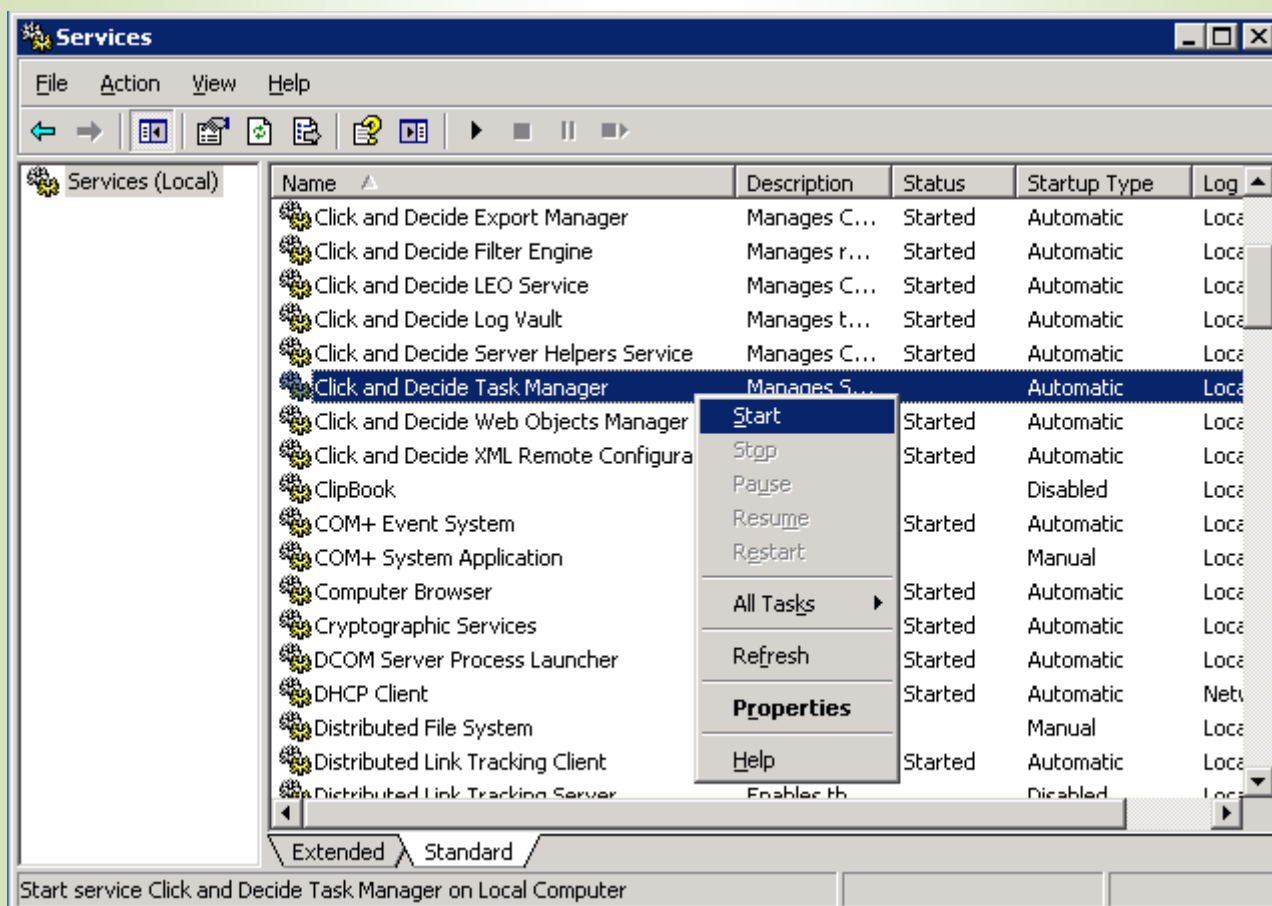 Services
File Action View Help
Services (Local)
Name Description Status Startup Type Log
Click and Decide Export Manager Manages C... Started Automatic Loca
Click and Decide Filter Engine Manages r... Started Automatic Loca
Click and Decide LEO Service Manages C... Started Automatic Loca
Click and Decide Log Vault Manages t... Started Automatic Loca
Click and Decide Server Helpers Service Manages C... Started Automatic Loca
Click and Decide Task Manager Manages S... Automatic Loca
Click and Decide Web Objects Manager Started Automatic Loca
Click and Decide XML Remote Configura Started Automatic Loca
ClipBook Disabled Loca
COM+ Event System Started Automatic Loca
COM+ System Application Manual Loca
Computer Browser Started Automatic Loca
Cryptographic Services Started Automatic Loca
DCOM Server Process Launcher Started Automatic Loca
DHCP Client Started Automatic Netw
Distributed File System Manual Loca
Distributed Link Tracking Client Started Automatic Loca
Distributed Link Tracking Server Enables th Disabled Loca
Start
Stop
Pause
Resume
Restart
All Tasks
Refresh
Properties
Help
Extended Standard
Start service Click and Decide Task Manager on Local Computer